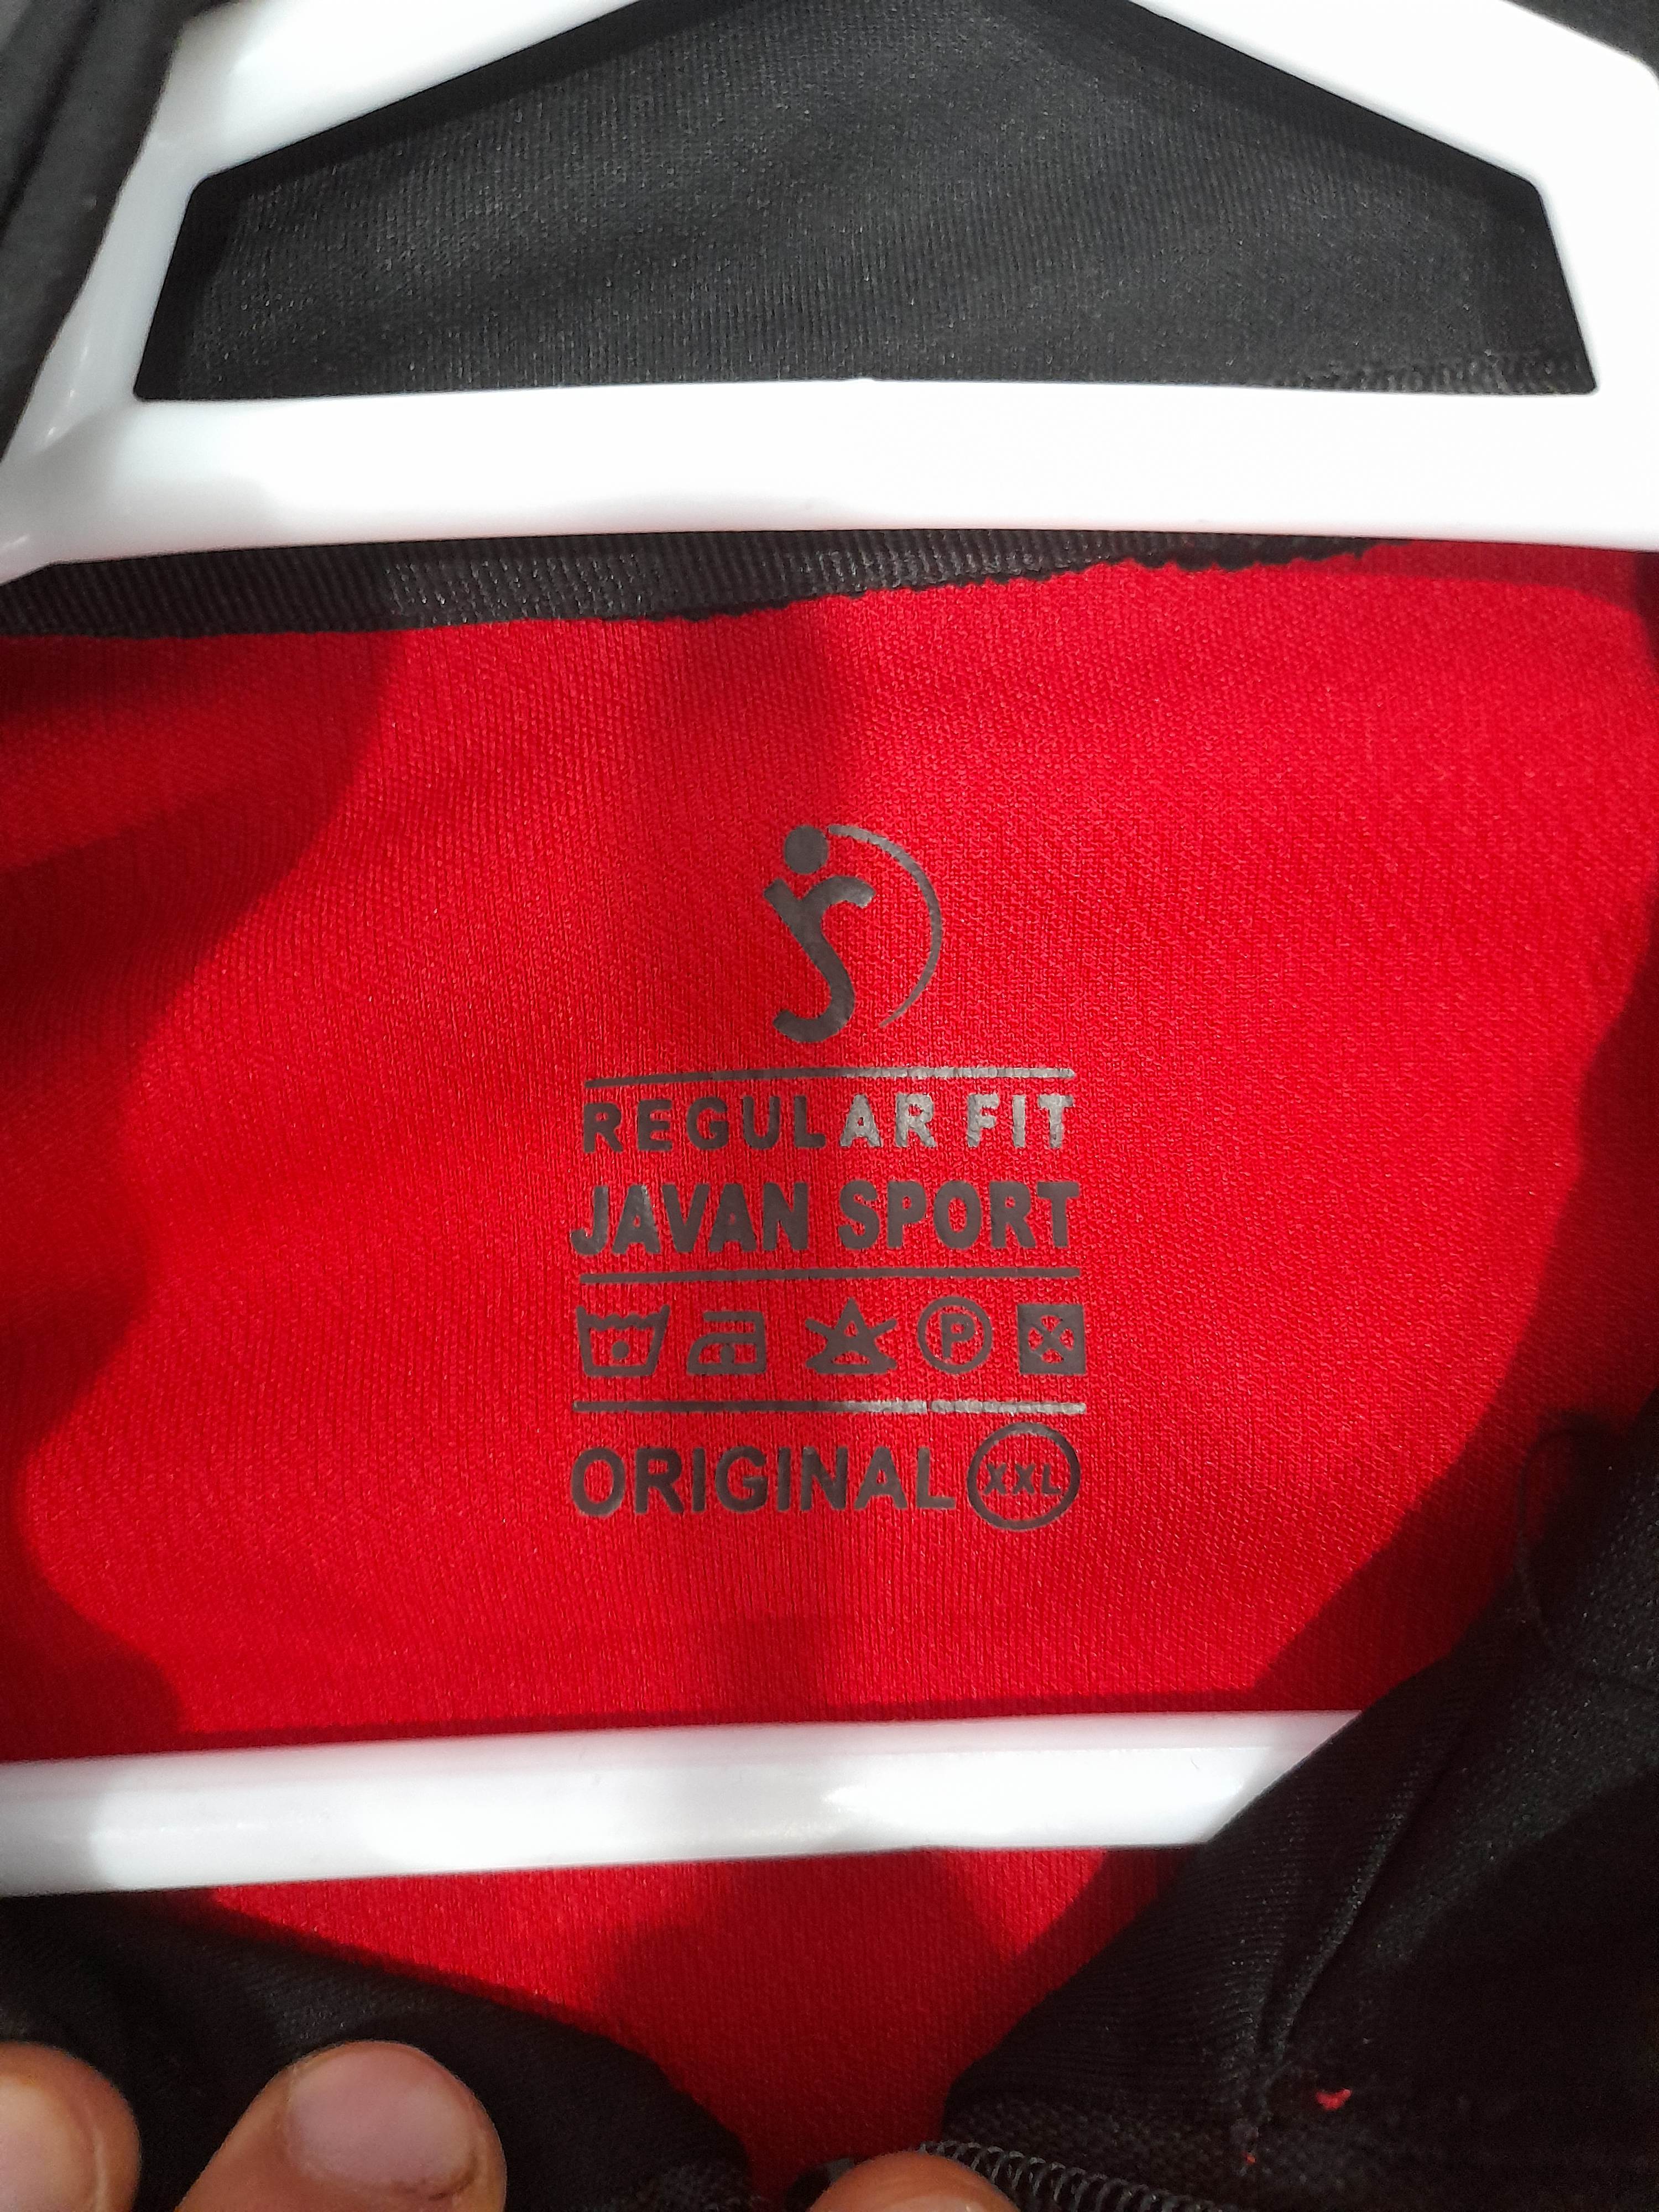 REGULAR FIT
JAVAN SPORT
P
ORIGINAL XXL